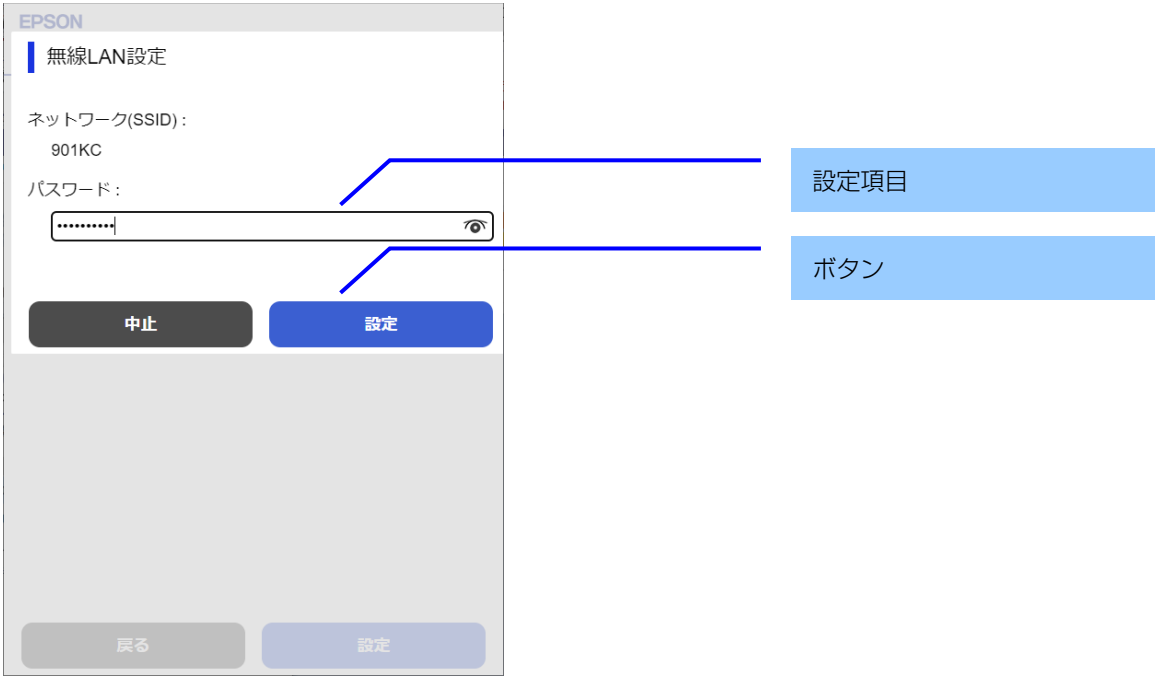 EPSON
無線LAN設定
ネットワーク(SSID) :
901KC
パスワード :
••••••••••
中止 設定
戻る 設定
設定項目
ボタン